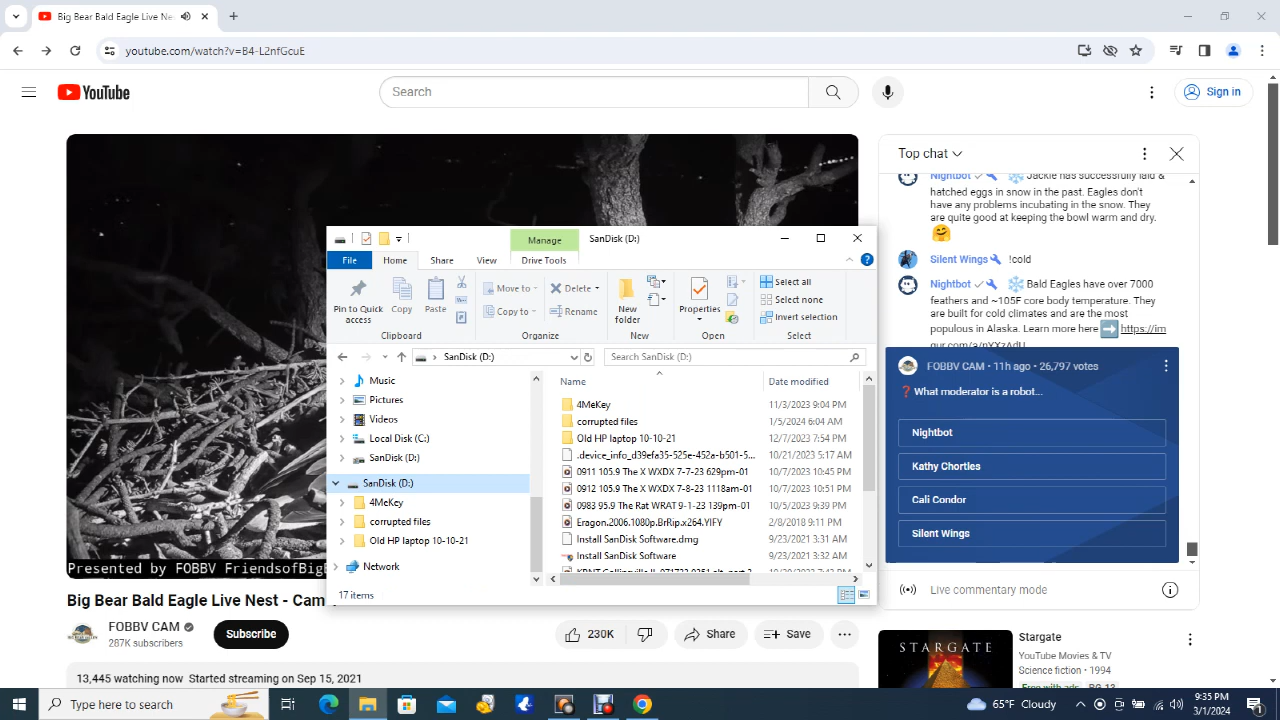 Big Bear Bald Eagle Live Nes
youtube.com/watch?v=B4-L2nfGcuE
YouTube
Search
Sign in
Top chat
Nightbot Jackie has successfully laid &
hatched eggs in snow in the past. Eagles don't
have any problems incubating in the snow. They
are quite good at keeping the bowl warm and dry.
Silent Wings !cold
Nightbot Bald Eagles have over 7000
feathers and ~105F core body temperature. They
are built for cold climates and are the most
populous in Alaska. Learn more here https://im
FOBBV CAM • 11h ago • 26,797 votes
What moderator is a robot...
Nightbot
Kathy Chortles
Cali Condor
Silent Wings
Live commentary mode
Manage
SanDisk (D:)
File
Home
Share
View
Drive Tools
Pin to Quick
access
Copy
Paste
Clipboard
Move to
Copy to
Delete
Rename
Organize
New
folder
New
Properties
Open
Select all
Select none
Invert selection
Select
SanDisk (D:)
Search SanDisk (D:)
Music
Pictures
Videos
Local Disk (C:)
SanDisk (D:)
SanDisk (D:)
4MeKey
corrupted files
Old HP laptop 10-10-21
Network
Name
Date modified
4MeKey 11/3/2023 9:04 PM
corrupted files 1/5/2024 6:04 AM
Old HP laptop 10-10-21 12/7/2023 7:54 PM
.device_info_d39efa35-525e-452a-b501-5... 10/21/2023 5:17 AM
0911 105.9 The X WXDX 7-7-23 629pm-01 10/7/2023 10:45 PM
0912 105.9 The X WXDX 7-8-23 1118am-01 10/7/2023 10:51 PM
0983 95.9 The Rat WRAT 9-1-23 139pm-01 10/5/2023 9:39 PM
Eragon.2006.1080p.BrRip.x264.YIFY 2/8/2018 9:11 PM
Install SanDisk Software.dmg 9/23/2021 3:31 AM
Install SanDisk Software 9/23/2021 3:32 AM
17 items
Presented by FOBBV FriendsofBigB
Big Bear Bald Eagle Live Nest - Cam
FOBBV CAM
287K subscribers
Subscribe
230K
Share
Save
13,445 watching now Started streaming on Sep 15, 2021
STARGATE
Stargate
YouTube Movies & TV
Science fiction • 1994
Free with ads PG-13
Type here to search
65°F Cloudy
9:35 PM
3/1/2024
1